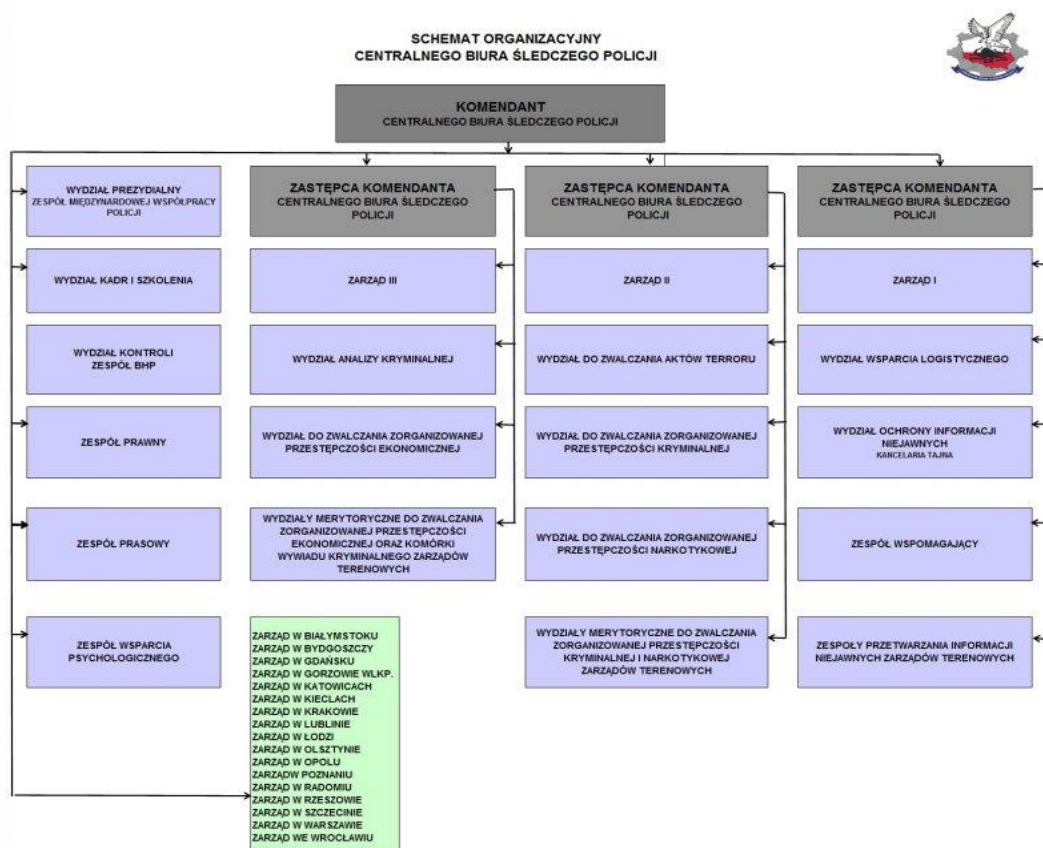 SCHEMAT ORGANIZACYJNY
CENTRALNEGO BIURA ŚLEDCZEGO POLICJI
KOMENDANT
CENTRALNEGO BIURA ŚLEDCZEGO POLICJI
WYDZIAŁ PREZYDIALNY
ZESPÓŁ MIĘDZYNARDOWEJ WSPÓŁPRACY
POLICJI
WYDZIAŁ KADR I SZKOLENIA
WYDZIAŁ KONTROLI
ZESPÓŁ BHP
ZESPÓŁ PRAWNY
ZESPÓŁ PRASOWY
ZESPÓŁ WSPARCIA
PSYCHOLOGICZNEGO
ZASTĘPCA KOMENDANTA
CENTRALNEGO BIURA ŚLEDCZEGO
POLICJI
ZARZĄD III
WYDZIAŁ ANALIZY KRYMINALNEJ
WYDZIAŁ DO ZWALCZANIA ZORGANIZOWANEJ
PRZESTĘPCZOŚCI EKONOMICZNEJ
WYDZIAŁY MERYTORYCZNE DO ZWALCZANIA
ZORGANIZOWANEJ PRZESTĘPCZOŚCI
EKONOMICZNEJ ORAZ KOMÓRKI
WYWIADU KRYMINALNEGO ZARZĄDÓW
TERENOWYCH
ZARZĄD W BIAŁYMSTOKU
ZARZĄD W BYDGOSZCZY
ZARZĄD W GDAŃSKU
ZARZĄD W GORZOWIE WLKP.
ZARZĄD W KATOWICACH
ZARZĄD W KIECLACH
ZARZĄD W KRAKOWIE
ZARZĄD W LUBLINIE
ZARZĄD W ŁODZI
ZARZĄD W OLSZTYNIE
ZARZĄD W OPOLU
ZARZĄDW POZNANIU
ZARZĄD W RADOMIU
ZARZĄD W RZESZOWIE
ZARZĄD W SZCZECINIE
ZARZĄD W WARSZAWIE
ZARZĄD WE WROCŁAWIU
ZASTĘPCA KOMENDANTA
CENTRALNEGO BIURA ŚLEDCZEGO
POLICJI
ZARZĄD II
WYDZIAŁ DO ZWALCZANIA AKTÓW TERRORU
WYDZIAŁ DO ZWALCZANIA ZORGANIZOWANEJ
PRZESTĘPCZOŚCI KRYMINALNEJ
WYDZIAŁ DO ZWALCZANIA ZORGANIZOWANEJ
PRZESTĘPCZOŚCI NARKOTYKOWEJ
WYDZIAŁY MERYTORYCZNE DO ZWALCZANIA
ZORGANIZOWANEJ PRZESTĘPCZOŚCI
KRYMINALNEJ I NARKOTYKOWEJ
ZARZĄDÓW TERENOWYCH
ZASTĘPCA KOMENDANTA
CENTRALNEGO BIURA ŚLEDCZEGO
POLICJI
ZARZĄD I
WYDZIAŁ WSPARCIA LOGISTYCZNEGO
WYDZIAŁ OCHRONY INFORMACJI
NIEJAWNYCH
KANCELARIA TAJNA
ZESPÓŁ WSPOMAGAJĄCY
ZESPOŁY PRZETWARZANIA INFORMACJI
NIEJAWNYCH ZARZĄDÓW TERENOWYCH